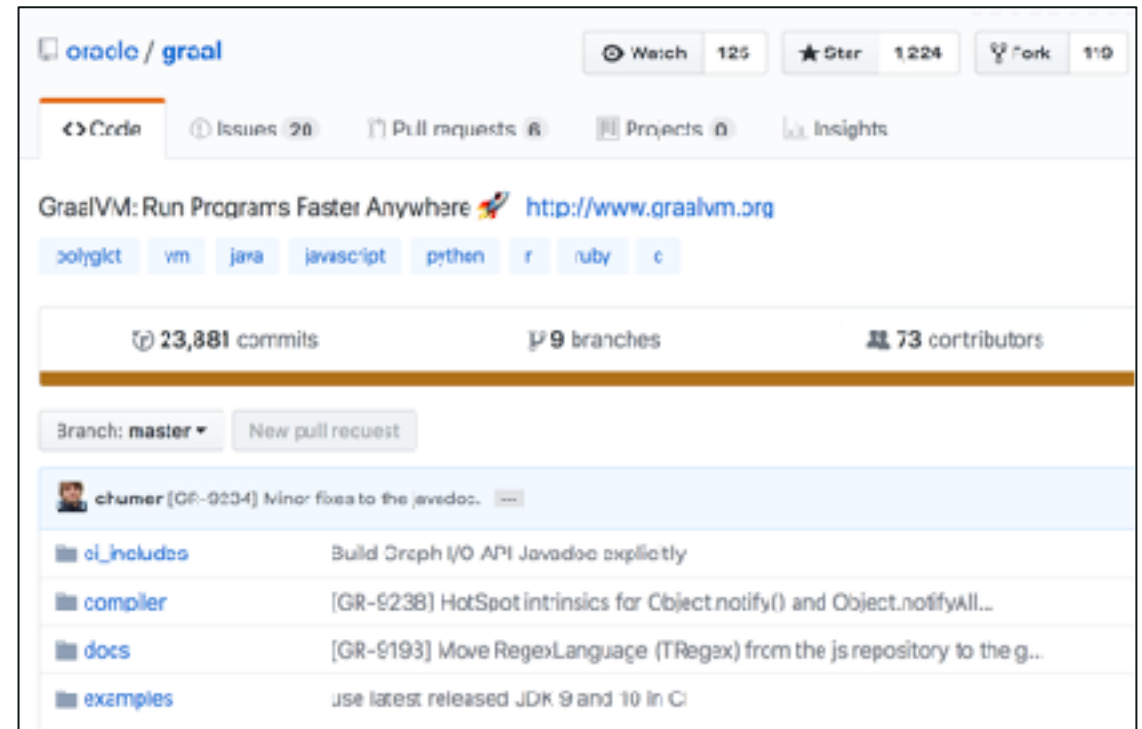 oracle / graal
Watch 125 Star 1,224 Fork 119
<> Code Issues 20 Pull requests 6 Projects 0 Insights
GraalVM: Run Programs Faster Anywhere 🚀 http://www.graalvm.org
polyglot vm java javascript python r ruby c
23,881 commits 9 branches 73 contributors
Branch: master New pull request
chumer [GR-9234] Minor fixes to the javadoc. ...
ci_includes Build Graph I/O API Javadoc explicitly
compiler [GR-9238] HotSpot intrinsics for Object.notify() and Object.notifyAll...
docs [GR-9193] Move RegexLanguage (TRegex) from the js repository to the g...
examples use latest released JDK 9 and 10 in CI